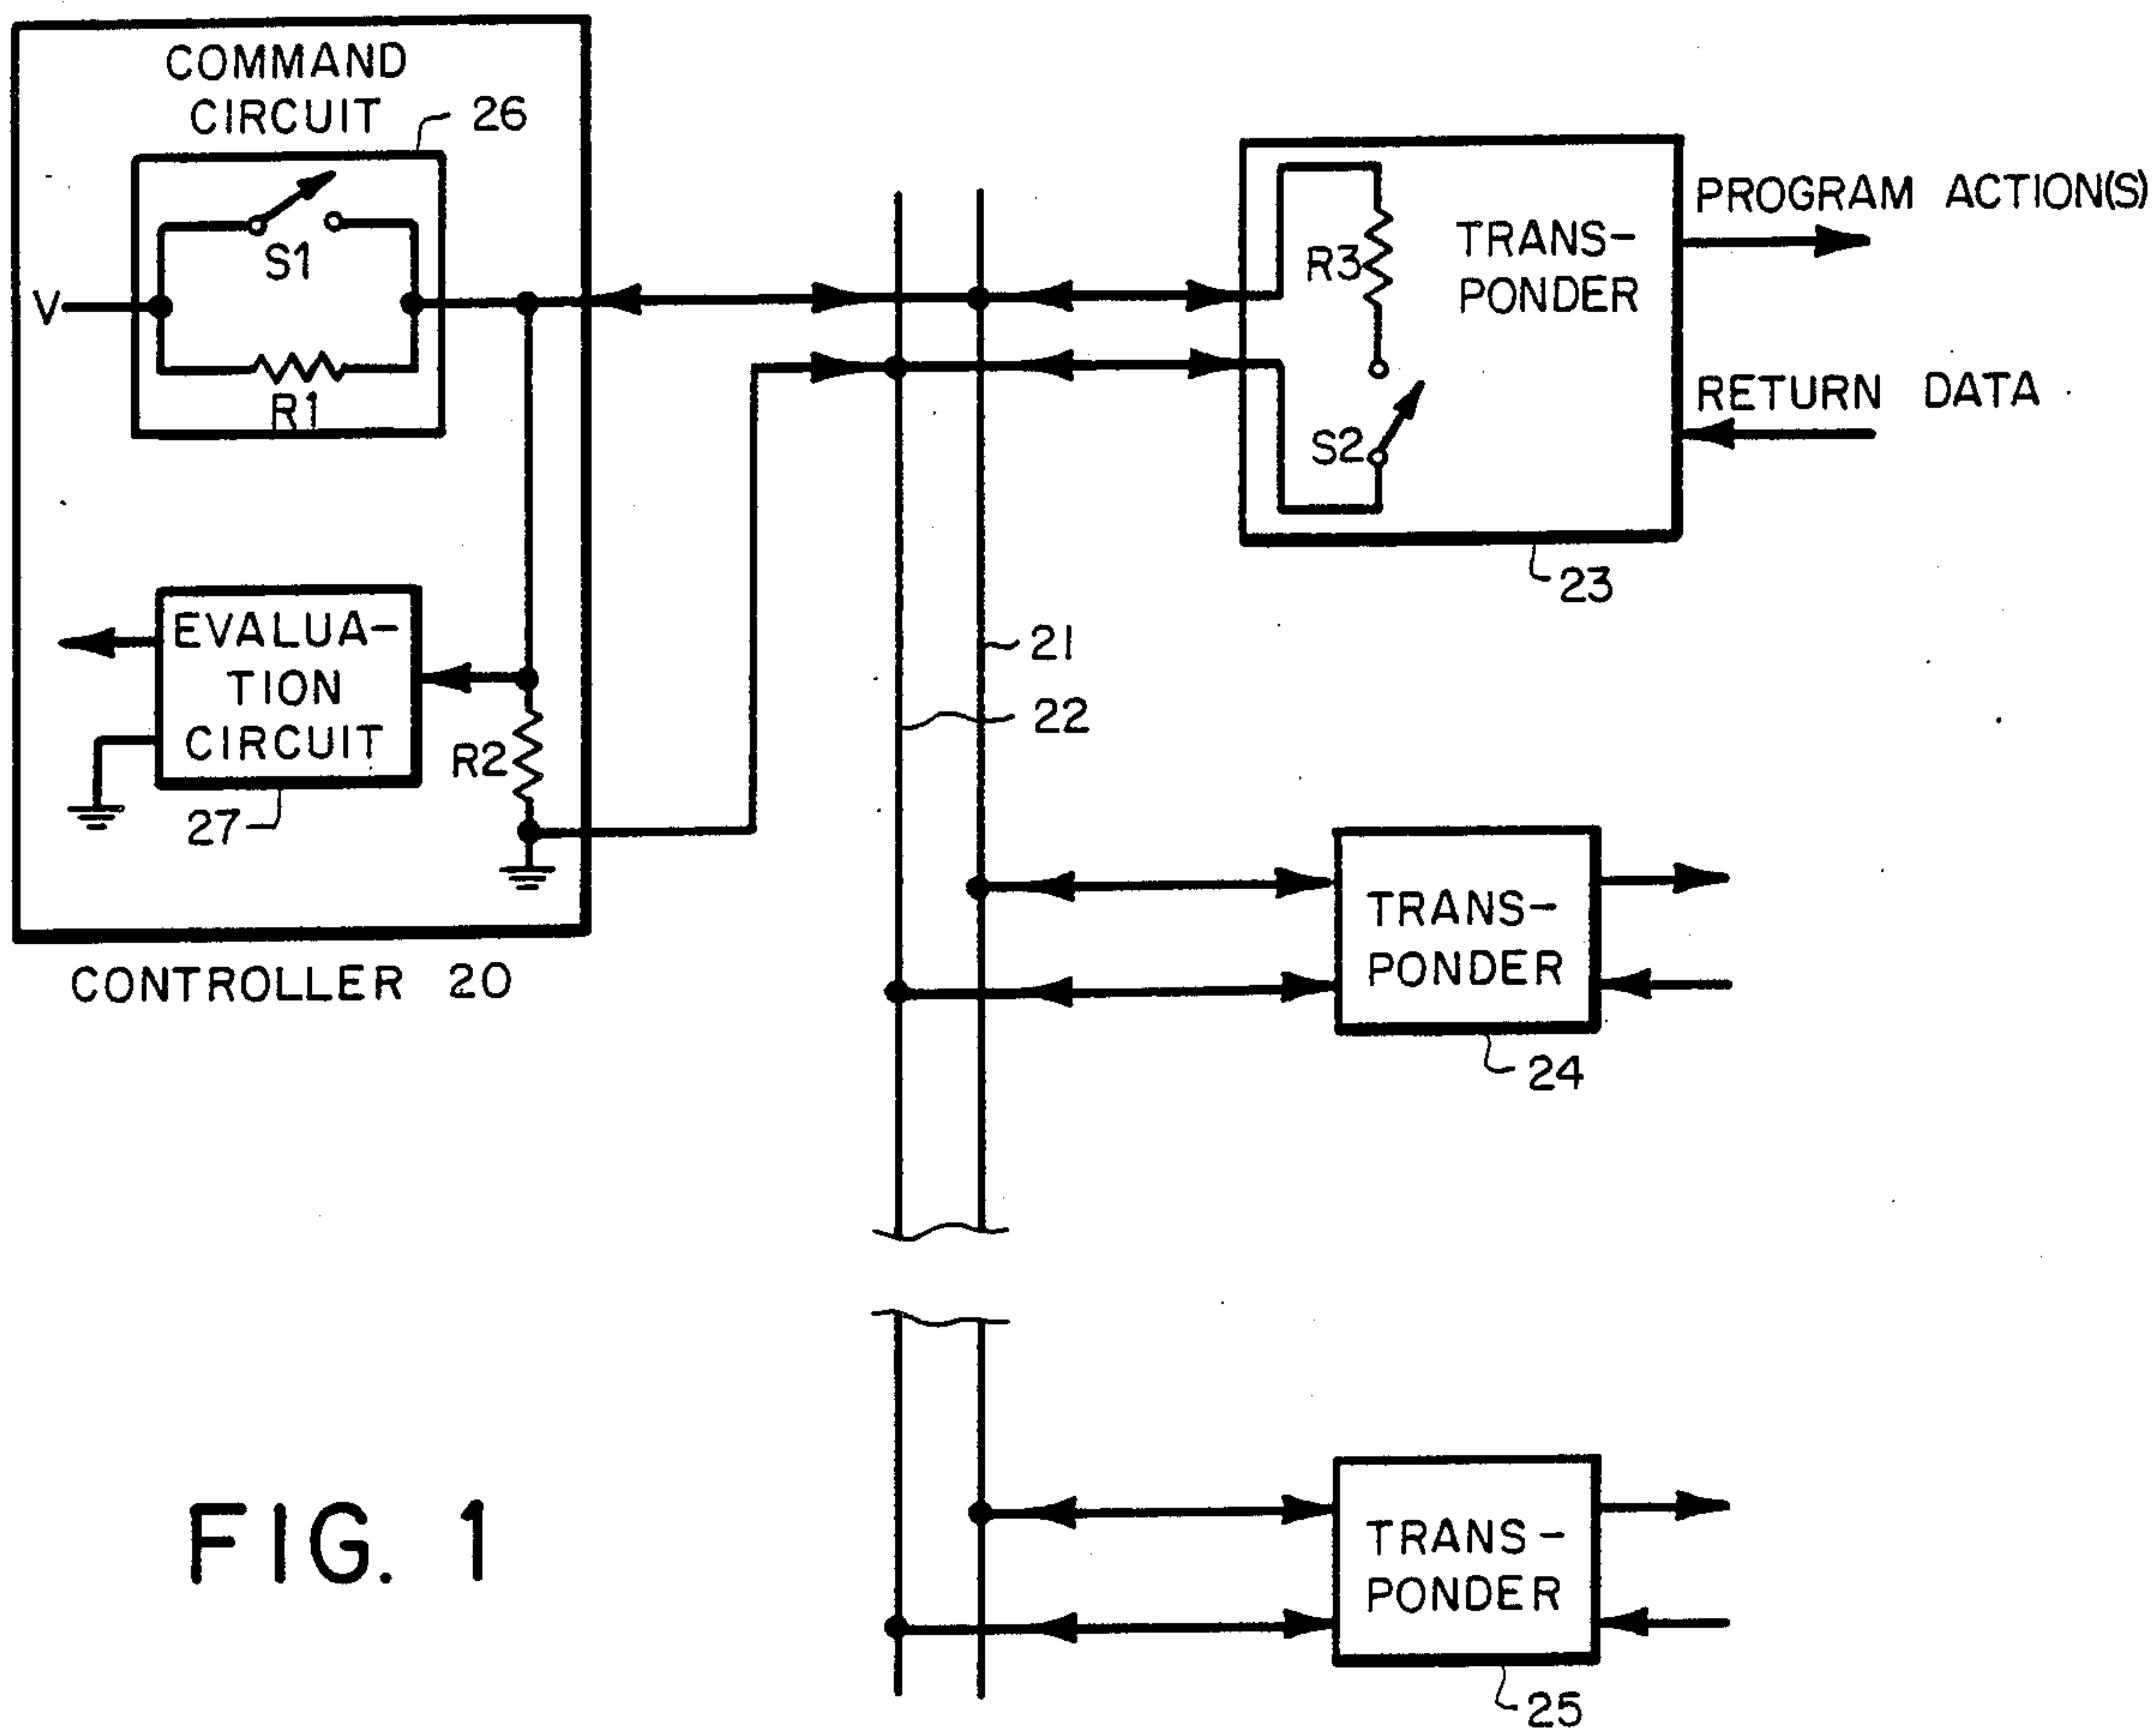 COMMAND
CIRCUIT
26
S1
V
R1
EVALUA-
TION
CIRCUIT
27
R2
CONTROLLER 20
21
22
R3
S2
TRANS-
PONDER
23
PROGRAM ACTION(S)
RETURN DATA
TRANS-
PONDER
24
TRANS-
PONDER
25
FIG. 1